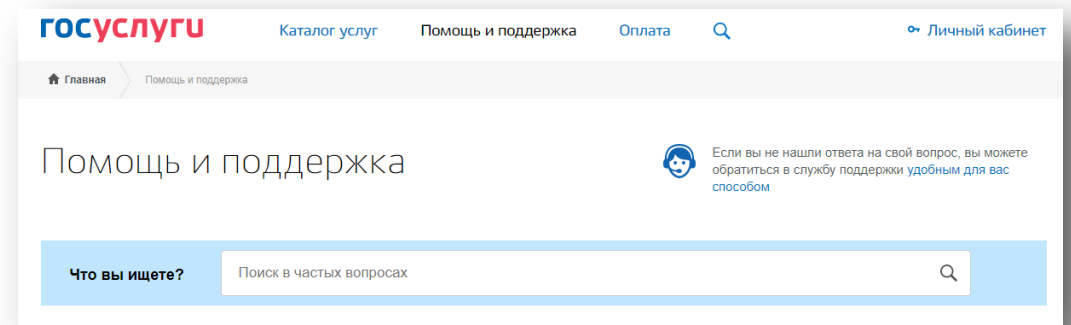 госуслуги Каталог услуг Помощь и поддержка Оплата Личный кабинет
Главная Помощь и поддержка
Помощь и поддержка
Если вы не нашли ответа на свой вопрос, вы можете
обратиться в службу поддержки удобным для вас
способом
Что вы ищете? Поиск в частых вопросах